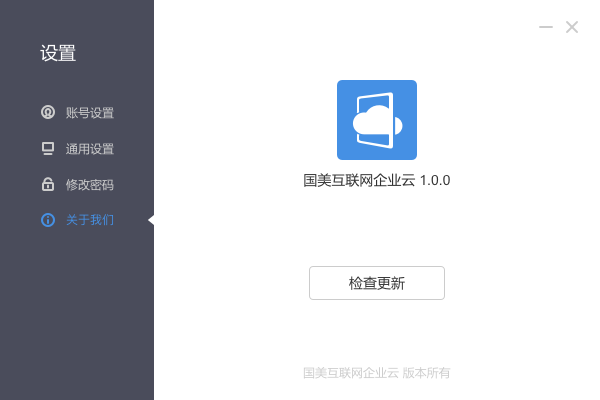 设置
账号设置
通用设置
修改密码
关于我们
国美互联网企业云 1.0.0
检查更新
国美互联网企业云 版本所有